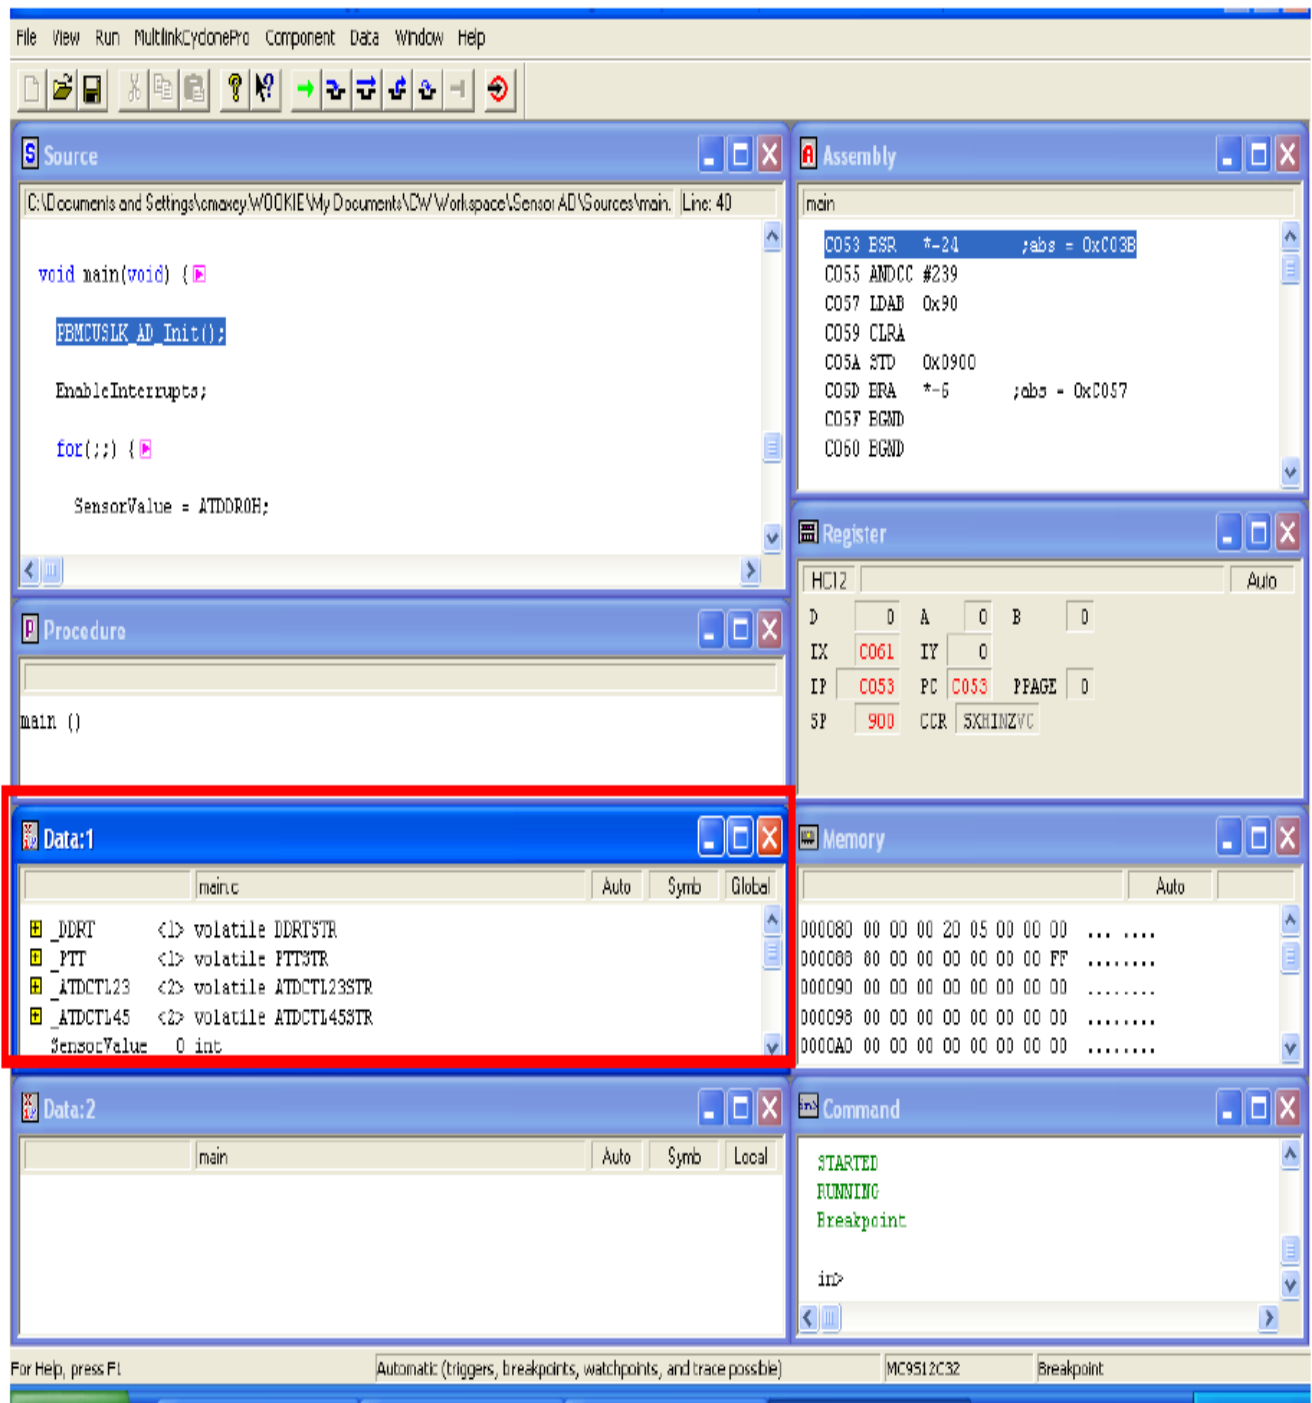 File View Run MultilinkCyclonePro Component Data Window Help
Source
C:\Documents and Settings\cmaxey.WOOKIE\My Documents\CW Workspace\Sensor AD\Sources\main. Line: 40
void main(void) {
PBMCUSLK_AD_Init();
EnableInterrupts;
for(;;) {
SensorValue = ATDDR0H;
Procedure
main ()
Data:1
main.c Auto Symb Global
_DDRT <1> volatile DDRTSTR
_PTT <1> volatile PTTSTR
_ATDCTL23 <2> volatile ATDCTL23STR
_ATDCTL45 <2> volatile ATDCTL45STR
SensorValue 0 int
Data:2
main Auto Symb Local
Assembly
main
C053 BSR *-24 ;abs = 0xC03B
C055 ANDCC #239
C057 LDAB 0x90
C059 CLRA
C05A STD 0x0900
C05D BRA *-6 ;abs = 0xC057
C05F BGND
C060 BGND
Register
HC12 Auto
D 0 A 0 B 0
IX C061 IY 0
IP C053 PC C053 PPAGE 0
SP 900 CCR SXHINZVC
Memory
Auto
000080 00 00 00 20 05 00 00 00 ... ....
000088 80 00 00 00 00 00 00 FF ........
000090 00 00 00 00 00 00 00 00 ........
000098 00 00 00 00 00 00 00 00 ........
0000A0 00 00 00 00 00 00 00 00 ........
Command
STARTED
RUNNING
Breakpoint
in>
For Help, press F1 Automatic (triggers, breakpoints, watchpoints, and trace possible) MC9S12C32 Breakpoint